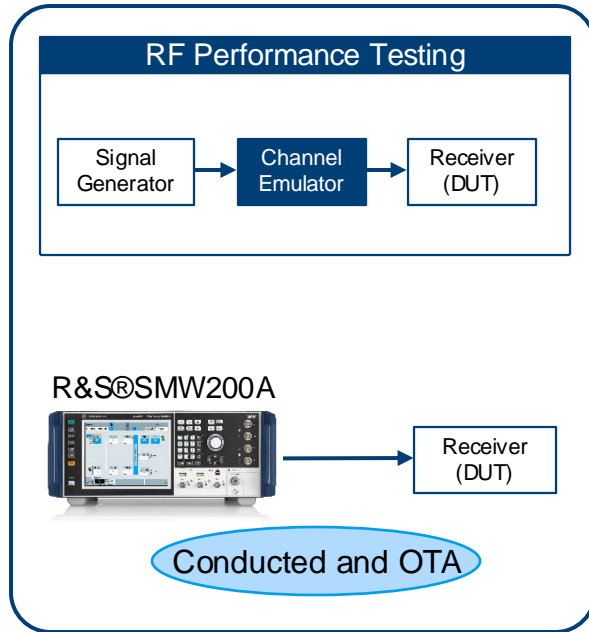 RF Performance Testing
Signal
Generator
Channel
Emulator
Receiver
(DUT)
R&S®SMW200A
Receiver
(DUT)
Conducted and OTA